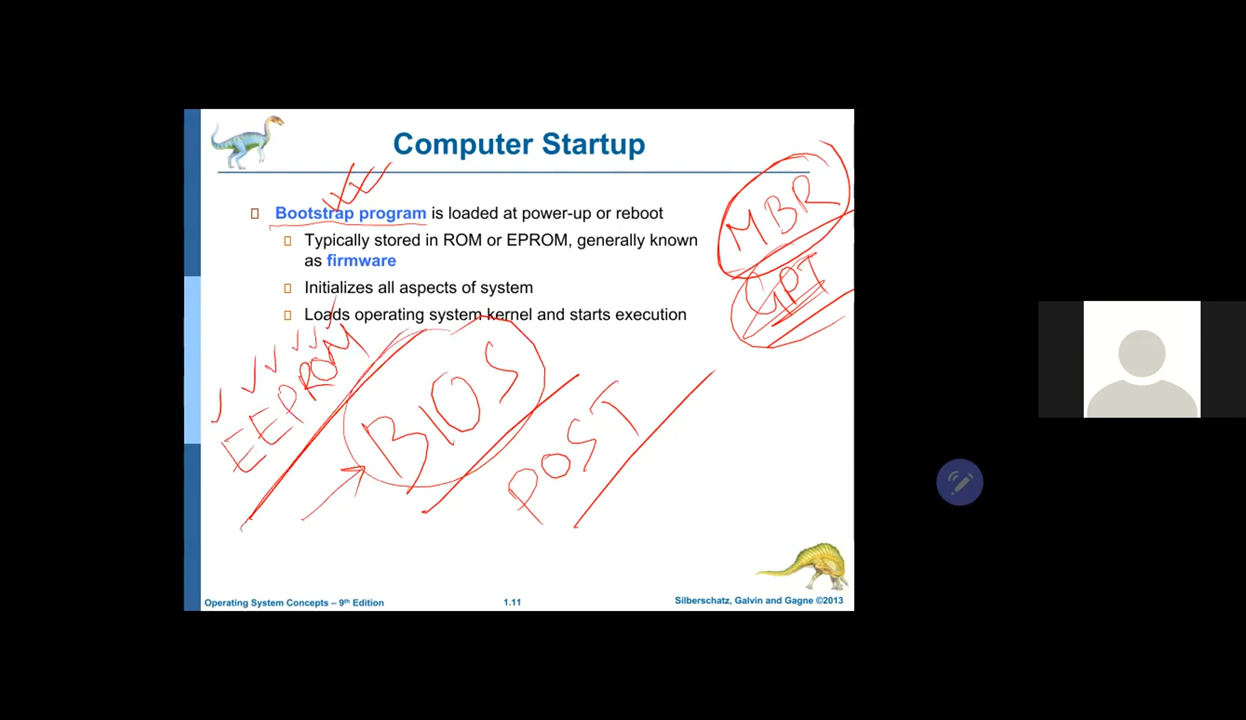 Computer Startup
Bootstrap program is loaded at power-up or reboot
Typically stored in ROM or EPROM, generally known
as firmware
Initializes all aspects of system
Loads operating system kernel and starts execution
MBR
GPT
EEPROM
BIOS
POST
Operating System Concepts – 9th Edition
1.11
Silberschatz, Galvin and Gagne ©2013